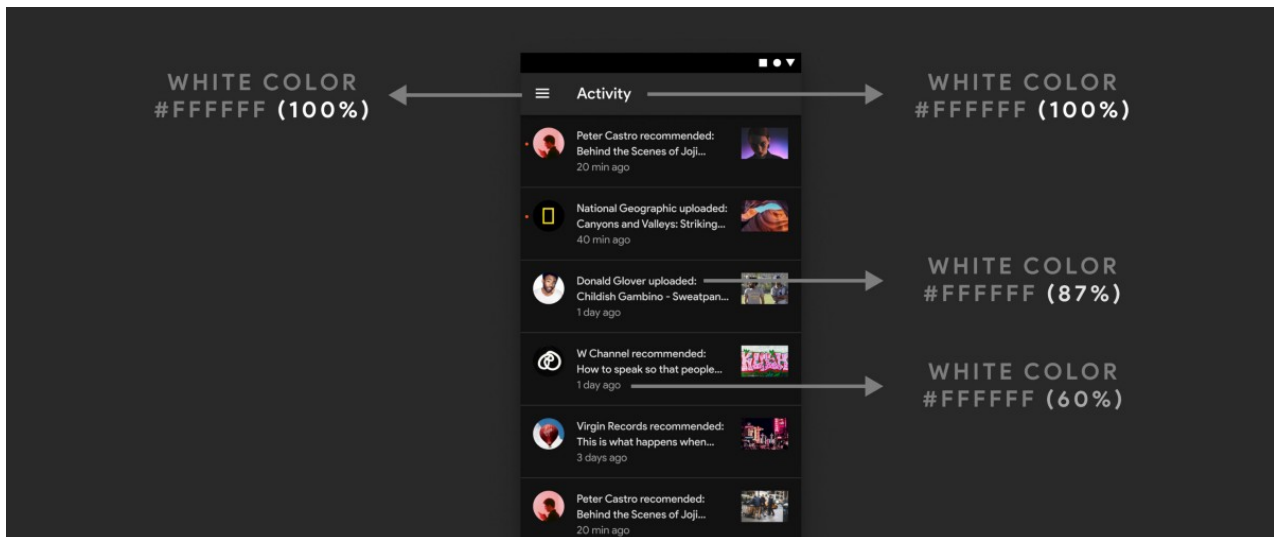 WHITE COLOR
#FFFFFF (100%)
Activity
WHITE COLOR
#FFFFFF (100%)
Peter Castro recommended:
Behind the Scenes of Joji...
20 min ago
National Geographic uploaded:
Canyons and Valleys: Striking...
40 min ago
Donald Glover uploaded:
Childish Gambino - Sweatpan...
1 day ago
WHITE COLOR
#FFFFFF (87%)
W Channel recommended:
How to speak so that people...
1 day ago
WHITE COLOR
#FFFFFF (60%)
Virgin Records recommended:
This is what happens when...
3 days ago
Peter Castro recomended:
Behind the Scenes of Joji...
20 min ago